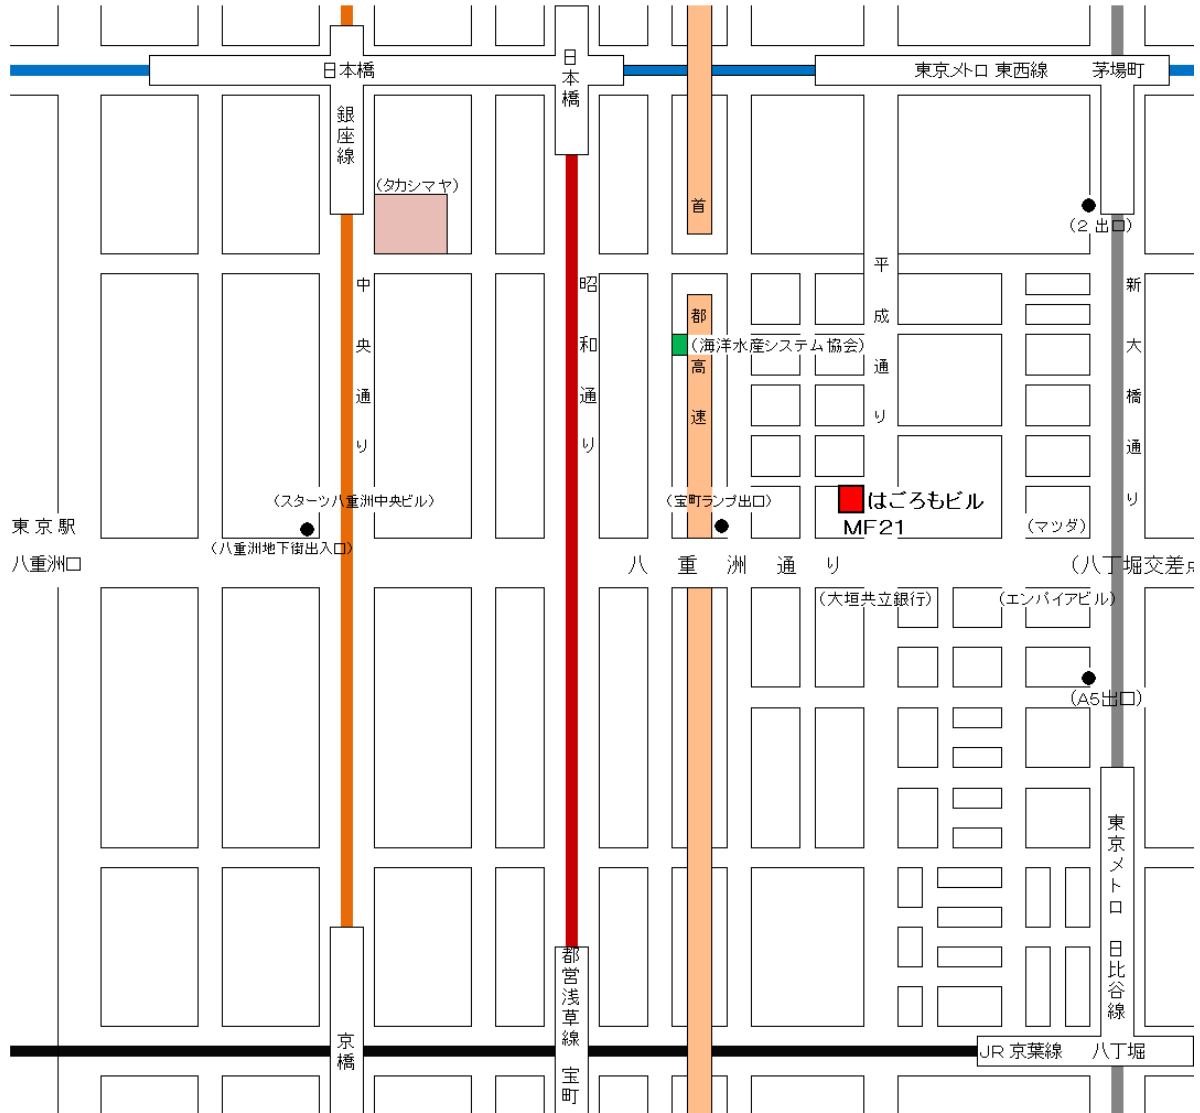 日本橋
日本橋
東京メトロ 東西線
茅場町
銀座線
(タカシマヤ)
首
都
高
速
(2 出口)
平成通り
中央通り
昭和通り
新大橋通り
(海洋水産システム協会)
(スターツ八重洲中央ビル)
(宝町ランプ出口)
はごろもビル
MF21
(マツダ)
東京駅
八重洲口
(八重洲地下街出入口)
八重洲通り
(八丁堀交差点
(大垣共立銀行)
(エンパイアビル)
(A5出口)
東京メトロ 日比谷線
都営浅草線 宝町
京橋
JR 京葉線
八丁堀